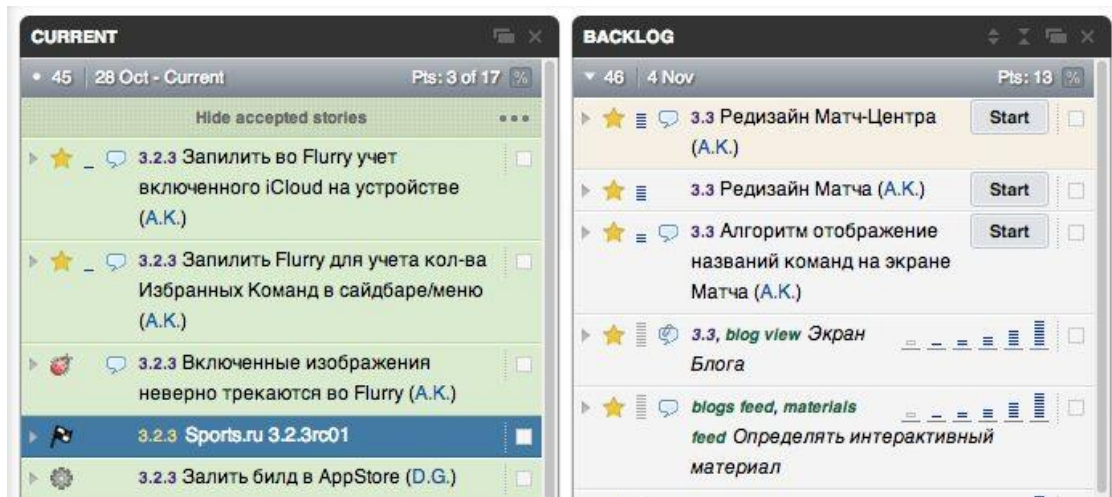 CURRENT
45 28 Oct - Current Pts: 3 of 17 %
Hide accepted stories
3.2.3 Запилить во Flurry учет
включенного iCloud на устройстве
(A.K.)
3.2.3 Запилить Flurry для учета кол-ва
Избранных Команд в сайдбаре/меню
(A.K.)
3.2.3 Включенные изображения
неверно трекаются во Flurry (A.K.)
3.2.3 Sports.ru 3.2.3rc01
3.2.3 Залить билд в AppStore (D.G.)
BACKLOG
46 4 Nov Pts: 13 %
3.3 Редизайн Матч-Центра
(A.K.)
Start
3.3 Редизайн Матча (A.K.)
Start
3.3 Алгоритм отображение
названий команд на экране
Матча (A.K.)
Start
3.3, blog view Экран
Блога
blogs feed, materials
feed Определять интерактивный
материал